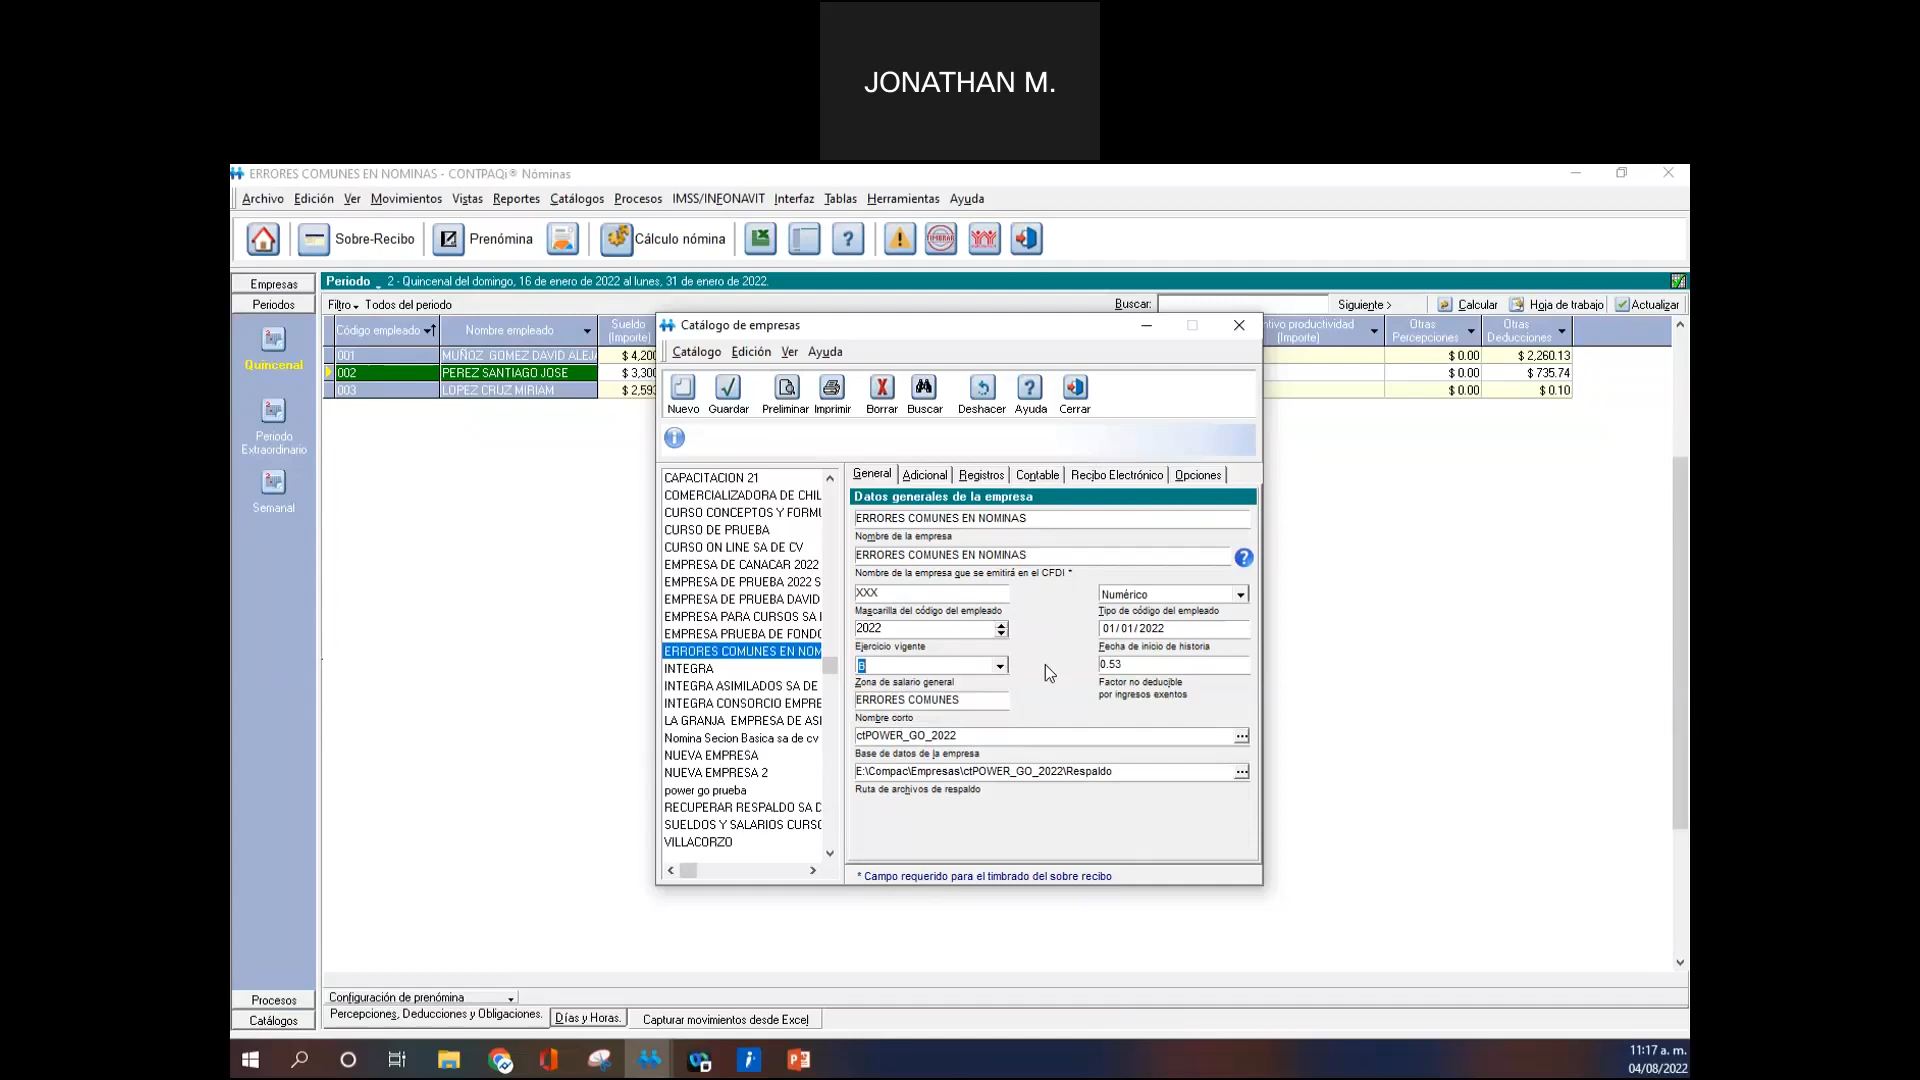 JONATHAN M.
ERRORES COMUNES EN NOMINAS - CONTPAQi® Nóminas
Archivo Edición Ver Movimientos Vistas Reportes Catálogos Procesos IMSS/INFONAVIT Interfaz Tablas Herramientas Ayuda
Sobre-Recibo Prenómina Cálculo nómina
Empresas
Periodo 2 - Quincenal del domingo, 16 de enero de 2022 al lunes, 31 de enero de 2022.
Periodos
Filtro Todos del periodo Buscar: Siguiente > Calcular Hoja de trabajo Actualizar
Código empleado Nombre empleado Sueldo (Importe) tivo productividad (Importe) Otras Percepciones Otras Deducciones
001 MUÑOZ GOMEZ DAVID ALEJA $ 4,200 $ 0.00 $ 2,260.13
002 PEREZ SANTIAGO JOSE $ 3,300 $ 0.00 $ 735.74
003 LOPEZ CRUZ MIRIAM $ 2,593 $ 0.00 $ 0.10
Quincenal
Periodo
Extraordinario
Semanal
Catálogo de empresas
Catálogo Edición Ver Ayuda
Nuevo Guardar Preliminar Imprimir Borrar Buscar Deshacer Ayuda Cerrar
CAPACITACION 21
COMERCIALIZADORA DE CHIL
CURSO CONCEPTOS Y FORMU
CURSO DE PRUEBA
CURSO ON LINE SA DE CV
EMPRESA DE CANACAR 2022
EMPRESA DE PRUEBA 2022 S
EMPRESA DE PRUEBA DAVID
EMPRESA PARA CURSOS SA
EMPRESA PRUEBA DE FONDO
ERRORES COMUNES EN NOM
INTEGRA
INTEGRA ASIMILADOS SA DE
INTEGRA CONSORCIO EMPRE
LA GRANJA EMPRESA DE ASI
Nomina Secion Basica sa de cv
NUEVA EMPRESA
NUEVA EMPRESA 2
power go prueba
RECUPERAR RESPALDO SA D
SUELDOS Y SALARIOS CURSO
VILLACORZO
General Adicional Registros Contable Recibo Electrónico Opciones
Datos generales de la empresa
ERRORES COMUNES EN NOMINAS
Nombre de la empresa
ERRORES COMUNES EN NOMINAS
Nombre de la empresa que se emitirá en el CFDI *
XXX Numérico
Mascarilla del código del empleado Tipo de código del empleado
2022 01/01/2022
Ejercicio vigente Fecha de inicio de historia
B 0.53
Zona de salario general Factor no deducible
por ingresos exentos
ERRORES COMUNES
Nombre corto
ctPOWER_GO_2022 ...
Base de datos de la empresa
E:\Compac\Empresas\ctPOWER_GO_2022\Respaldo ...
Ruta de archivos de respaldo
* Campo requerido para el timbrado del sobre recibo
Procesos
Catálogos
Configuración de prenómina
Percepciones, Deducciones y Obligaciones. Días y Horas. Capturar movimientos desde Excel
11:17 a. m.
04/08/2022